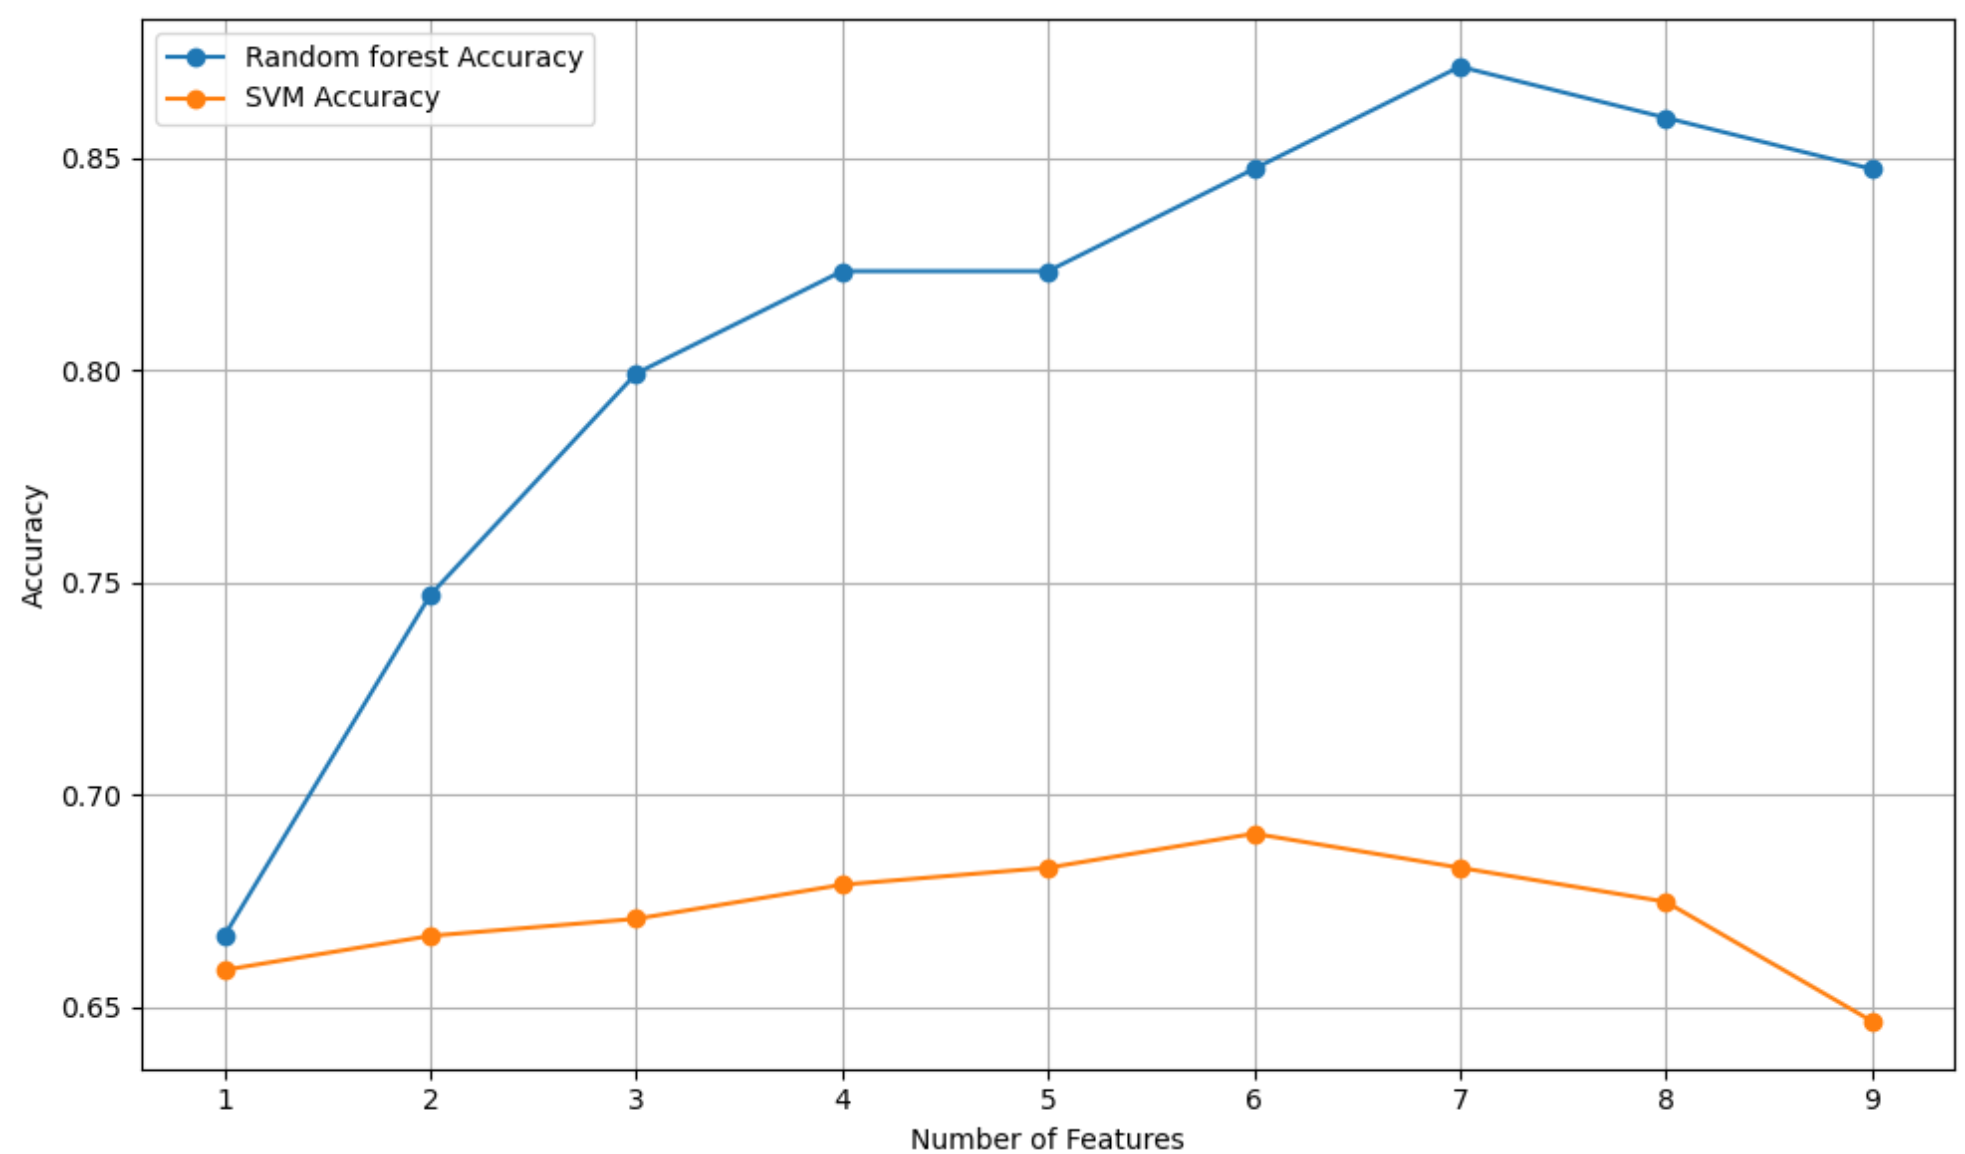 Random forest Accuracy
SVM Accuracy
0.85
0.80
0.75
0.70
0.65
Accuracy
1 2 3 4 5 6 7 8 9
Number of Features